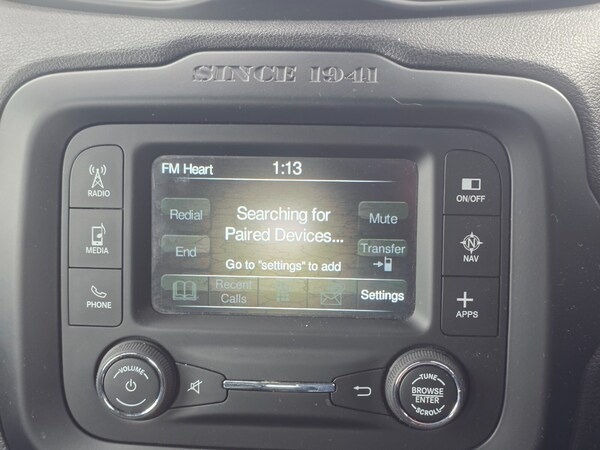 SINCE 1941
FM Heart 1:13
RADIO
MEDIA
PHONE
Redial
End
Searching for
Paired Devices...
Go to "settings" to add
Mute
Transfer
Recent
Calls
Settings
ON/OFF
N
NAV
APPS
VOLUME
TUNE
BROWSE
ENTER
SCROLL